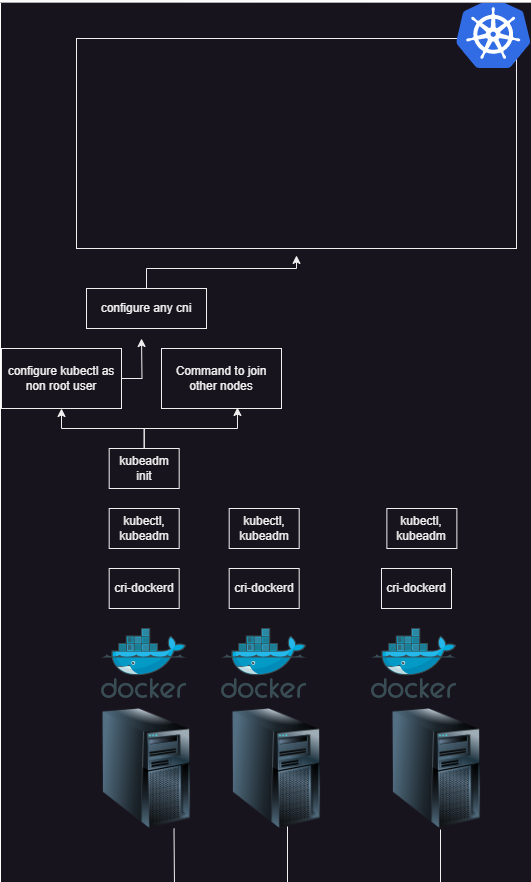 configure any cni
configure kubectl as
non root user
Command to join
other nodes
kubeadm
init
kubectl,
kubeadm
kubectl,
kubeadm
kubectl,
kubeadm
cri-dockerd
cri-dockerd
cri-dockerd
docker
docker
docker